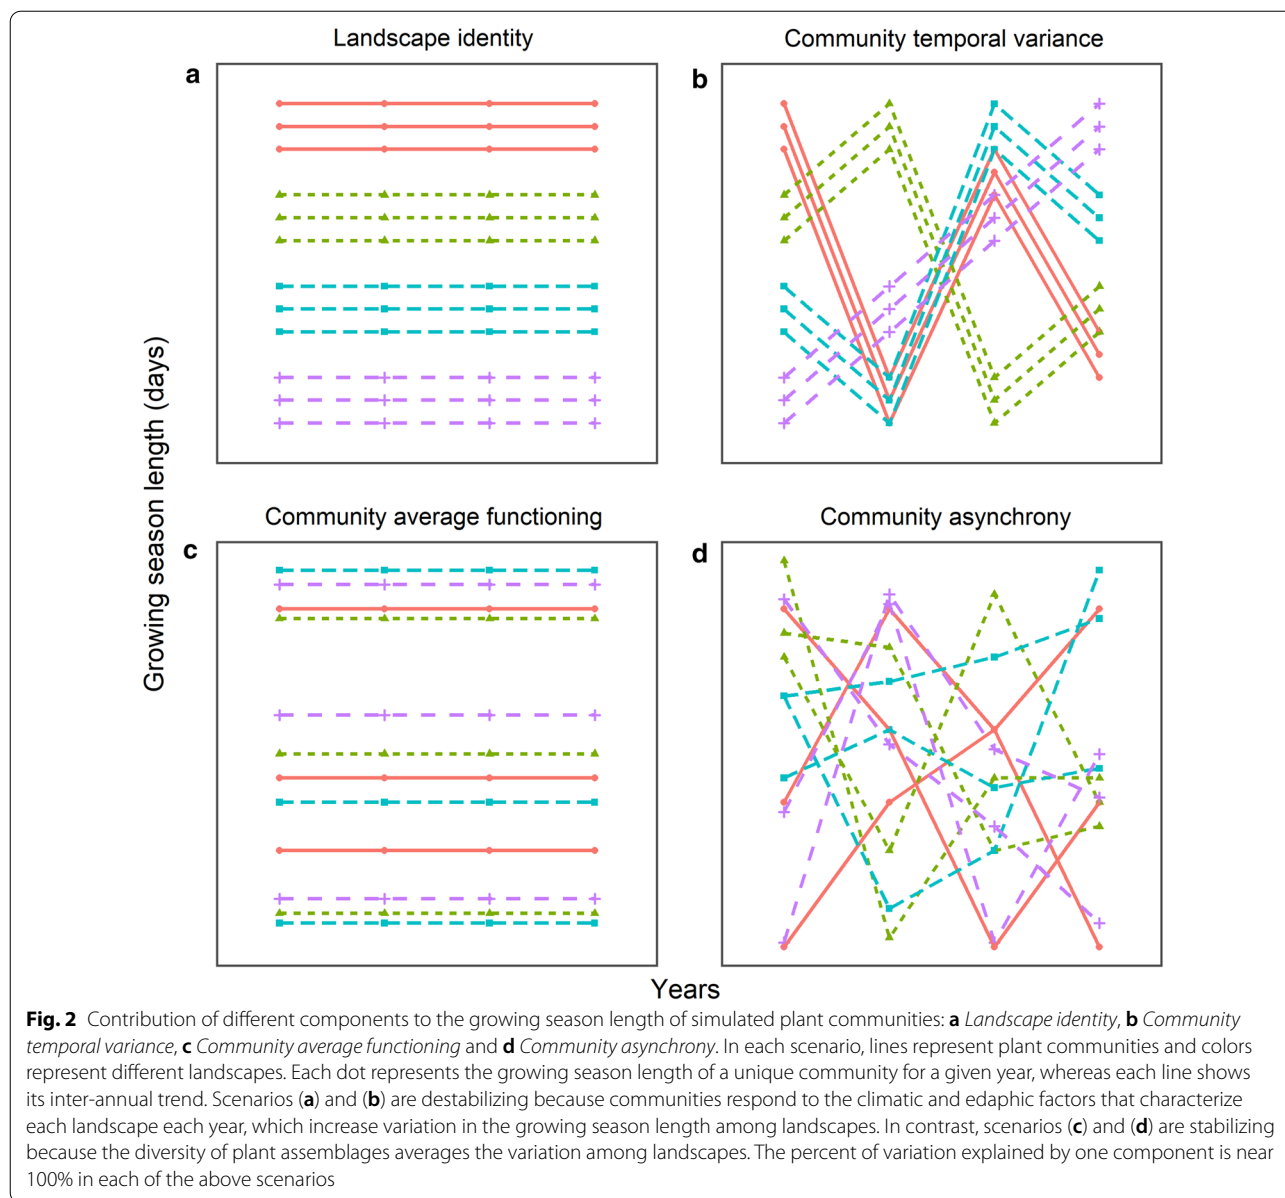 Landscape identity
Community temporal variance
a
b
Growing season length (days)
Community average functioning
Community asynchrony
c
d
Years
Fig. 2 Contribution of different components to the growing season length of simulated plant communities: a Landscape identity, b Community
temporal variance, c Community average functioning and d Community asynchrony. In each scenario, lines represent plant communities and colors
represent different landscapes. Each dot represents the growing season length of a unique community for a given year, whereas each line shows
its inter-annual trend. Scenarios (a) and (b) are destabilizing because communities respond to the climatic and edaphic factors that characterize
each landscape each year, which increase variation in the growing season length among landscapes. In contrast, scenarios (c) and (d) are stabilizing
because the diversity of plant assemblages averages the variation among landscapes. The percent of variation explained by one component is near
100% in each of the above scenarios